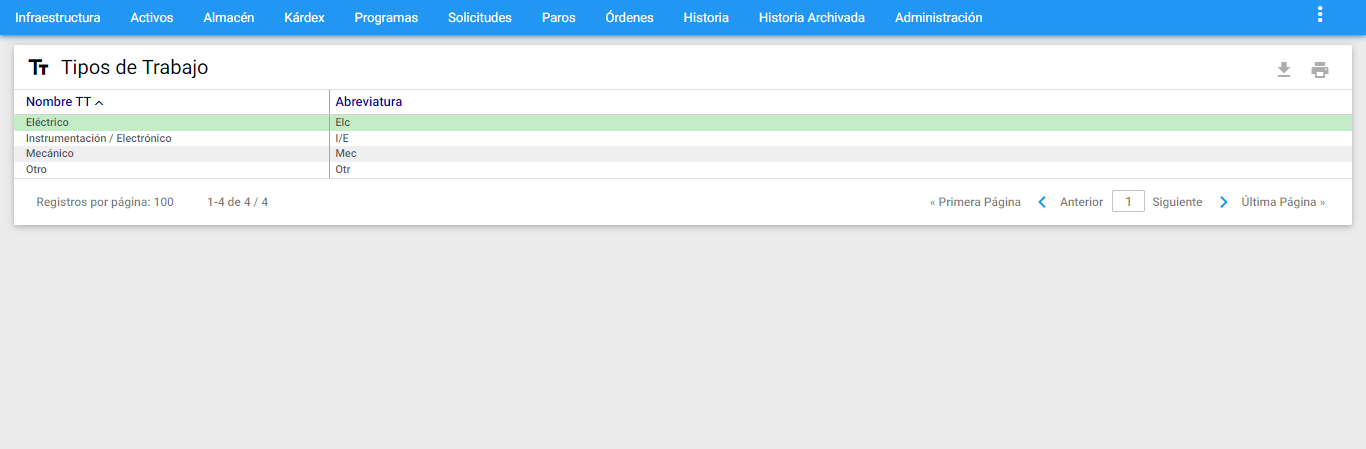 Infraestructura Activos Almacén Kárdex Programas Solicitudes Paros Órdenes Historia Historia Archivada Administración
Tт Tipos de Trabajo
Nombre TT Abreviatura
Eléctrico Elc
Instrumentación / Electrónico I/E
Mecánico Mec
Otro Otr
Registros por página: 100 1-4 de 4 / 4 « Primera Página Anterior 1 Siguiente Última Página »